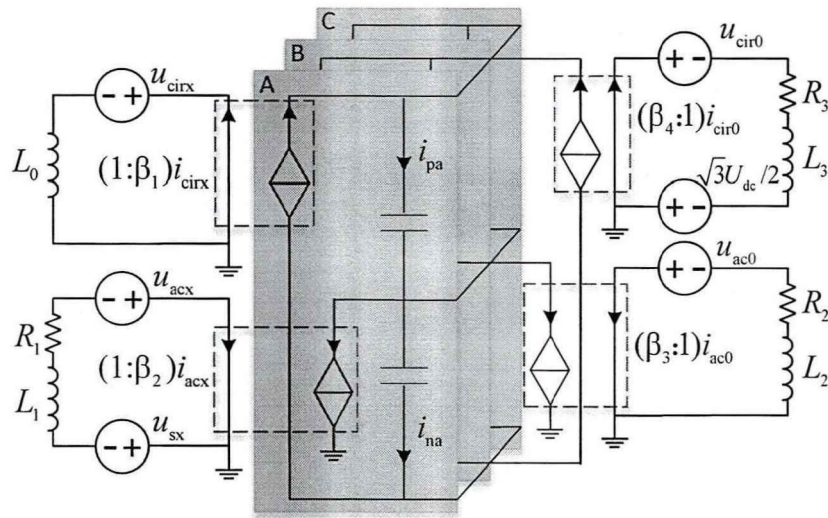 C
B
A
u_cirx
L_0
(1:β_1)i_cirx
i_pa
u_cir0
R_3
(β_4:1)i_cir0
L_3
√3U_dc/2
u_acx
R_1
(1:β_2)i_acx
L_1
u_sx
i_na
u_ac0
R_2
(β_3:1)i_ac0
L_2